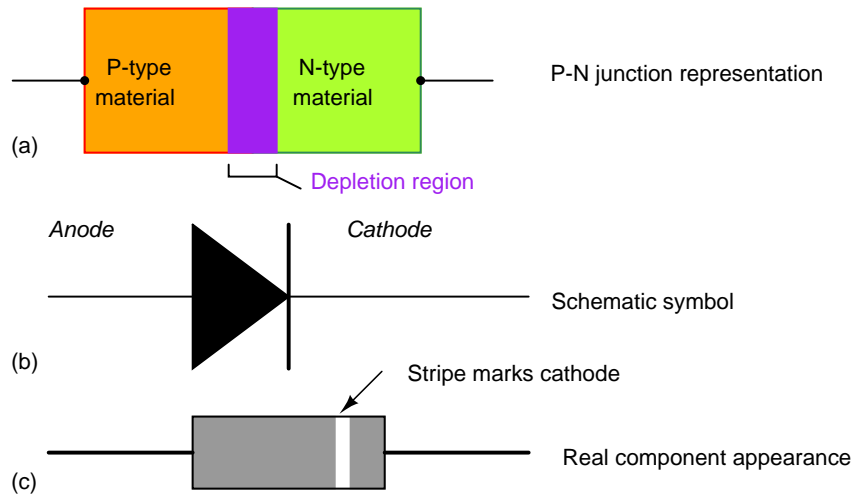 P-type
material
N-type
material
P-N junction representation
(a)
Depletion region
Anode
Cathode
Schematic symbol
(b)
Stripe marks cathode
Real component appearance
(c)